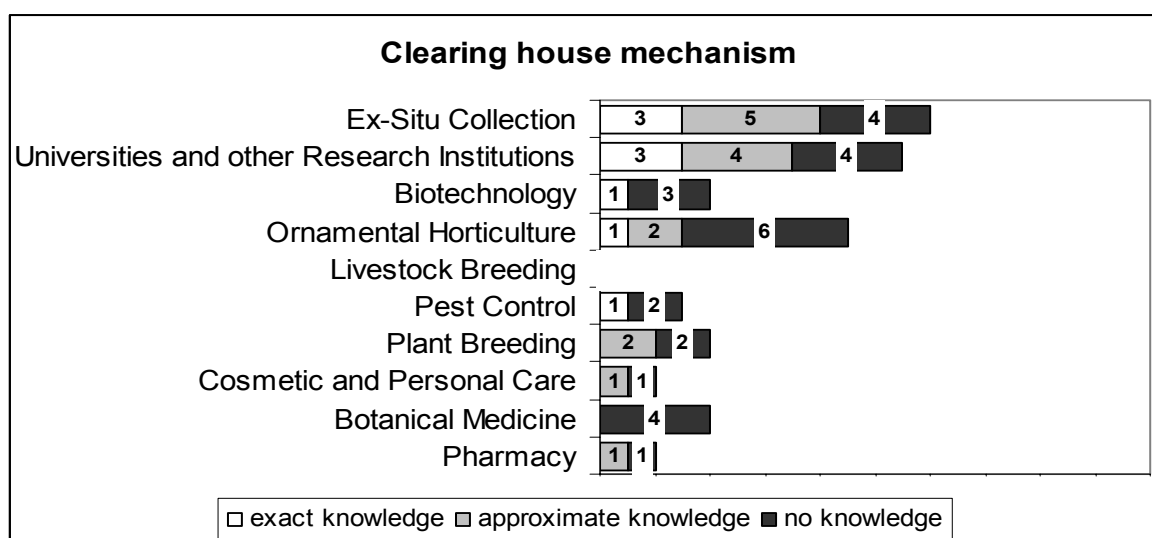 Clearing house mechanism
Ex-Situ Collection 3 5 4
Universities and other Research Institutions 3 4 4
Biotechnology 1 3
Ornamental Horticulture 1 2 6
Livestock Breeding
Pest Control 1 2
Plant Breeding 2 2
Cosmetic and Personal Care 1 1
Botanical Medicine 4
Pharmacy 1 1
exact knowledge approximate knowledge no knowledge